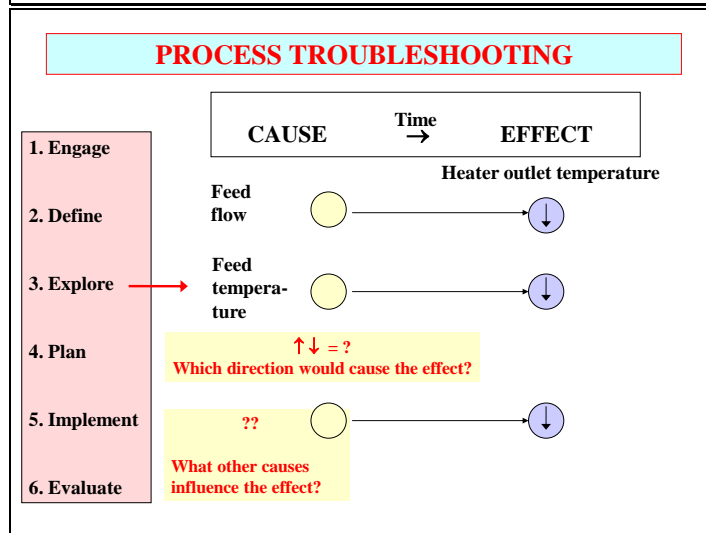 PROCESS TROUBLESHOOTING
CAUSE
Time
→
EFFECT
1. Engage
2. Define
3. Explore
4. Plan
5. Implement
6. Evaluate
Heater outlet temperature
Feed
flow
↓
Feed
tempera-
ture
↓
↑↓ = ?
Which direction would cause the effect?
??
↓
What other causes
influence the effect?